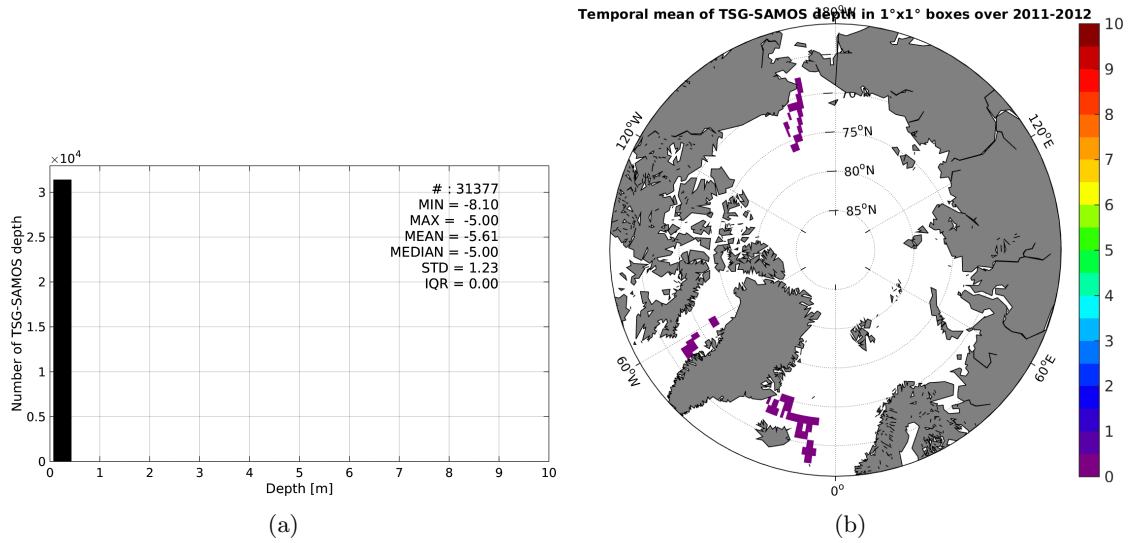 ×10⁴
3
2.5
2
1.5
1
0.5
0
0 1 2 3 4 5 6 7 8 9 10
Number of TSG-SAMOS depth
Depth [m]
# : 31377
MIN = -8.10
MAX = -5.00
MEAN = -5.61
MEDIAN = -5.00
STD = 1.23
IQR = 0.00
(a)
Temporal mean of TSG-SAMOS depth in 1°x1° boxes over 2011-2012
180°W
120°W
120°E
70°N
75°N
80°N
85°N
60°W
60°E
0°
10
9
8
7
6
5
4
3
2
1
0
(b)